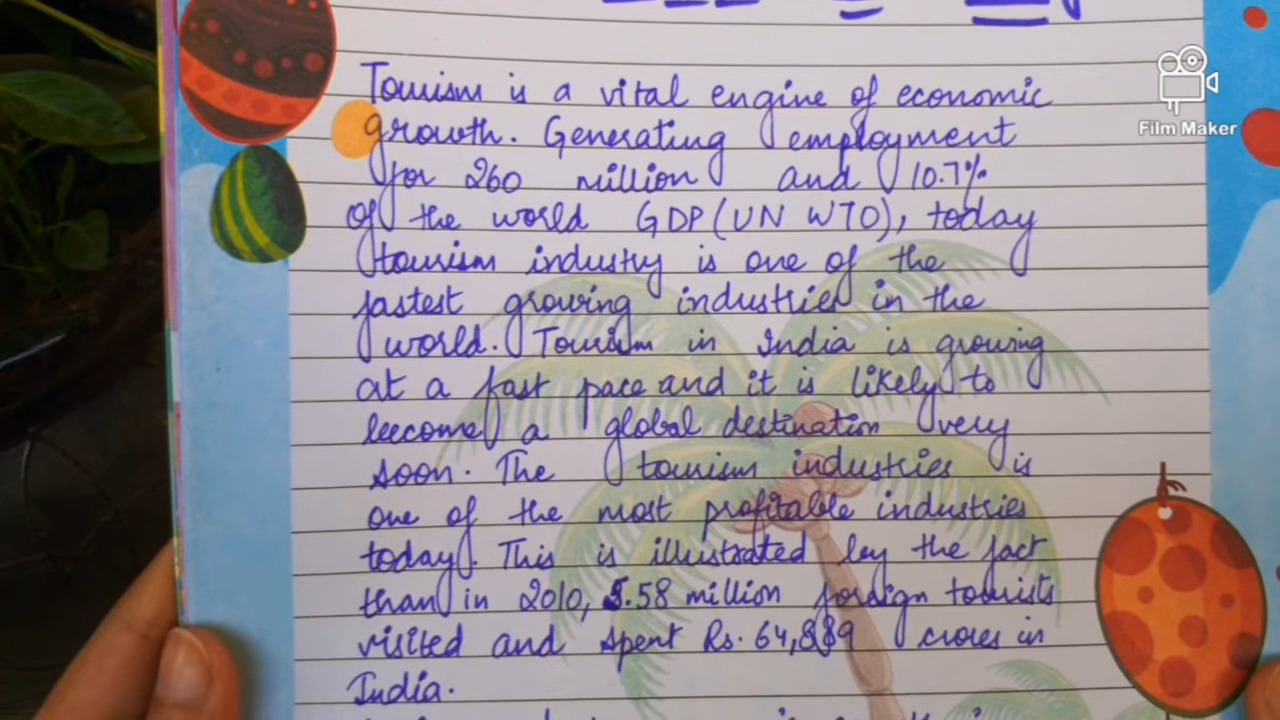 Tourism is a vital engine of economic
Film Maker
growth. Generating employment
for 260 million and 10.7%
of the world GDP (UN WTO), today
tourism industry is one of the
fastest growing industries in the
world. Tourism in India is growing
at a fast pace and it is likely to
become a global destination very
soon. The tourism industries is
one of the most profitable industries
today. This is illustrated by the fact
than in 2010, 5.58 million foreign tourists
visited and spent Rs. 64,889 crores in
India.